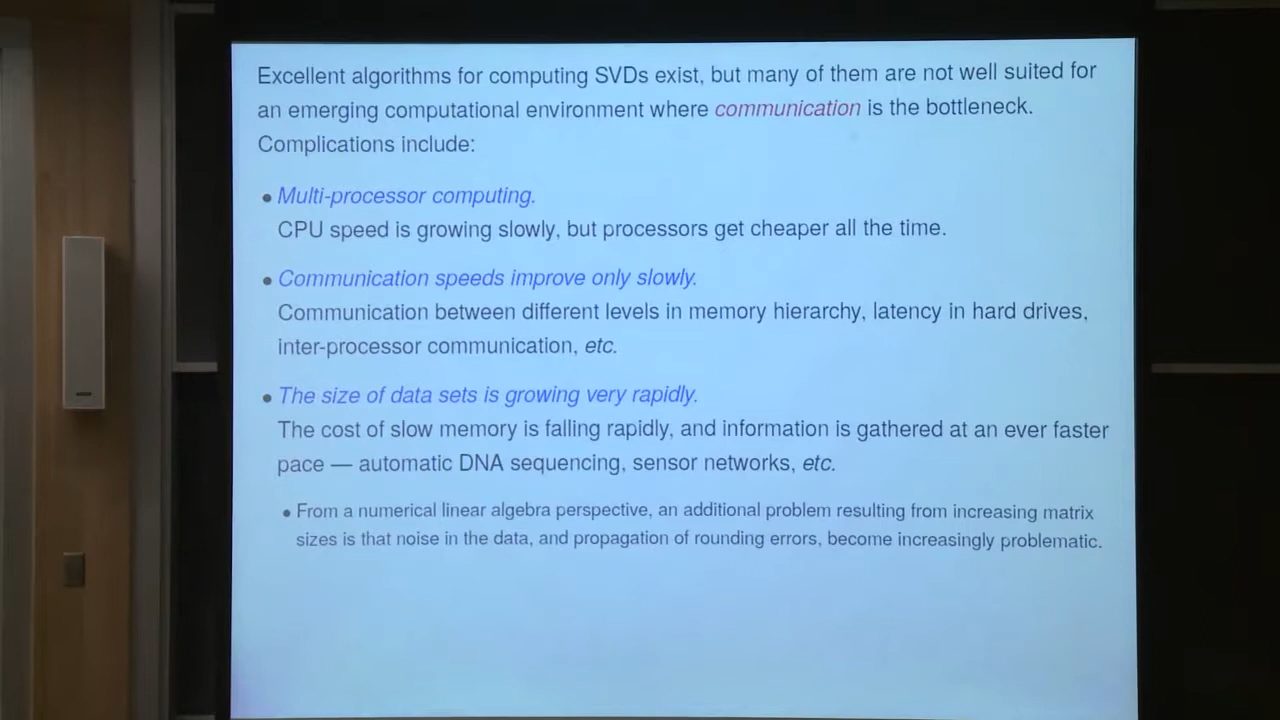 Excellent algorithms for computing SVDs exist, but many of them are not well suited for
an emerging computational environment where communication is the bottleneck.
Complications include:
• Multi-processor computing.
CPU speed is growing slowly, but processors get cheaper all the time.
• Communication speeds improve only slowly.
Communication between different levels in memory hierarchy, latency in hard drives,
inter-processor communication, etc.
• The size of data sets is growing very rapidly.
The cost of slow memory is falling rapidly, and information is gathered at an ever faster
pace — automatic DNA sequencing, sensor networks, etc.
• From a numerical linear algebra perspective, an additional problem resulting from increasing matrix
sizes is that noise in the data, and propagation of rounding errors, become increasingly problematic.